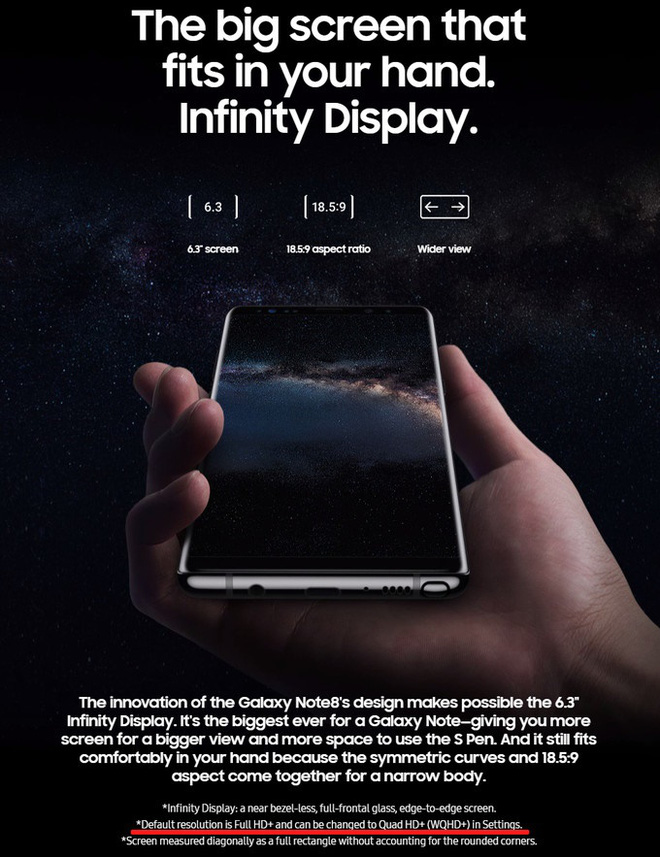 The big screen that
fits in your hand.
Infinity Display.
6.3
18.5:9
6.3" screen
18.5:9 aspect ratio
Wider view
The innovation of the Galaxy Note8's design makes possible the 6.3"
Infinity Display. It's the biggest ever for a Galaxy Note—giving you more
screen for a bigger view and more space to use the S Pen. And it still fits
comfortably in your hand because the symmetric curves and 18.5:9
aspect come together for a narrow body.
*Infinity Display: a near bezel-less, full-frontal glass, edge-to-edge screen.
*Default resolution is Full HD+ and can be changed to Quad HD+ (WQHD+) in Settings.
*Screen measured diagonally as a full rectangle without accounting for the rounded corners.